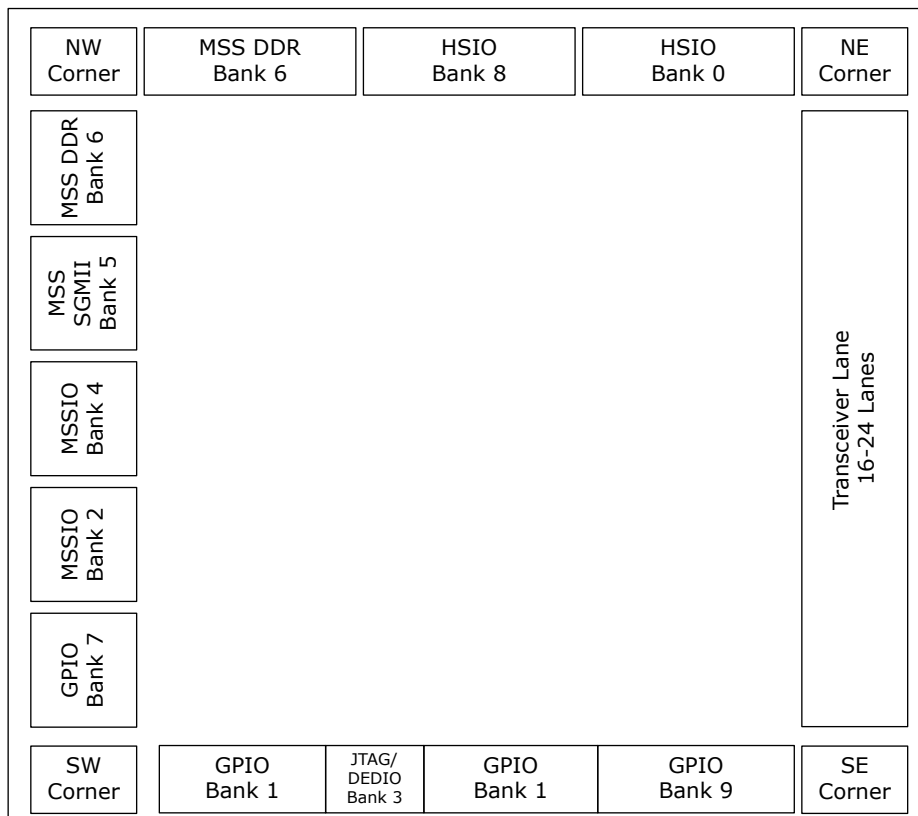 NW
Corner
MSS DDR
Bank 6
HSIO
Bank 8
HSIO
Bank 0
NE
Corner
MSS DDR
Bank 6
MSS
SGMII
Bank 5
MSSIO
Bank 4
MSSIO
Bank 2
GPIO
Bank 7
Transceiver Lane
16-24 Lanes
SW
Corner
GPIO
Bank 1
JTAG/
DEDIO
Bank 3
GPIO
Bank 1
GPIO
Bank 9
SE
Corner